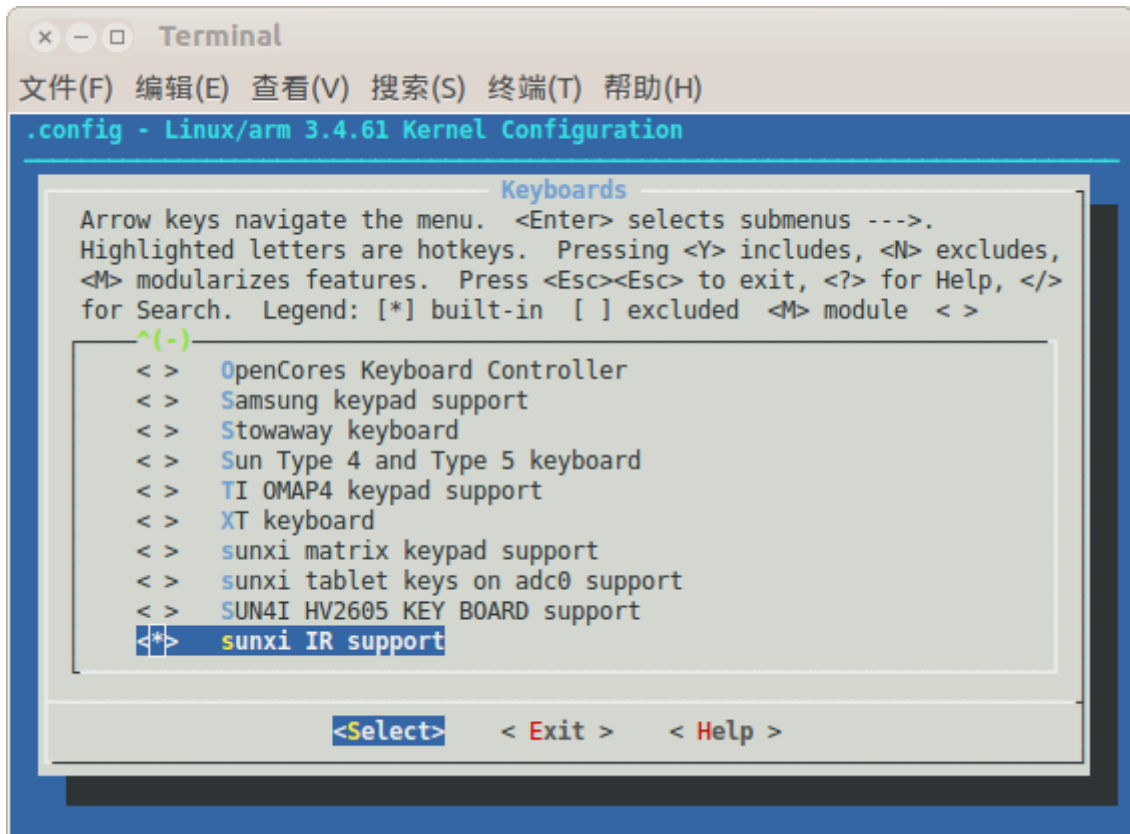 Terminal
文件(F) 编辑(E) 查看(V) 搜索(S) 终端(T) 帮助(H)
.config - Linux/arm 3.4.61 Kernel Configuration
Keyboards
Arrow keys navigate the menu.  <Enter> selects submenus --->.
Highlighted letters are hotkeys.  Pressing <Y> includes, <N> excludes,
<M> modularizes features.  Press <Esc><Esc> to exit, <?> for Help, </>
for Search.  Legend: [*] built-in  [ ] excluded  <M> module  < >
^(-)
< >   OpenCores Keyboard Controller
< >   Samsung keypad support
< >   Stowaway keyboard
< >   Sun Type 4 and Type 5 keyboard
< >   TI OMAP4 keypad support
< >   XT keyboard
< >   sunxi matrix keypad support
< >   sunxi tablet keys on adc0 support
< >   SUN4I HV2605 KEY BOARD support
<*>   sunxi IR support
<Select>    < Exit >    < Help >